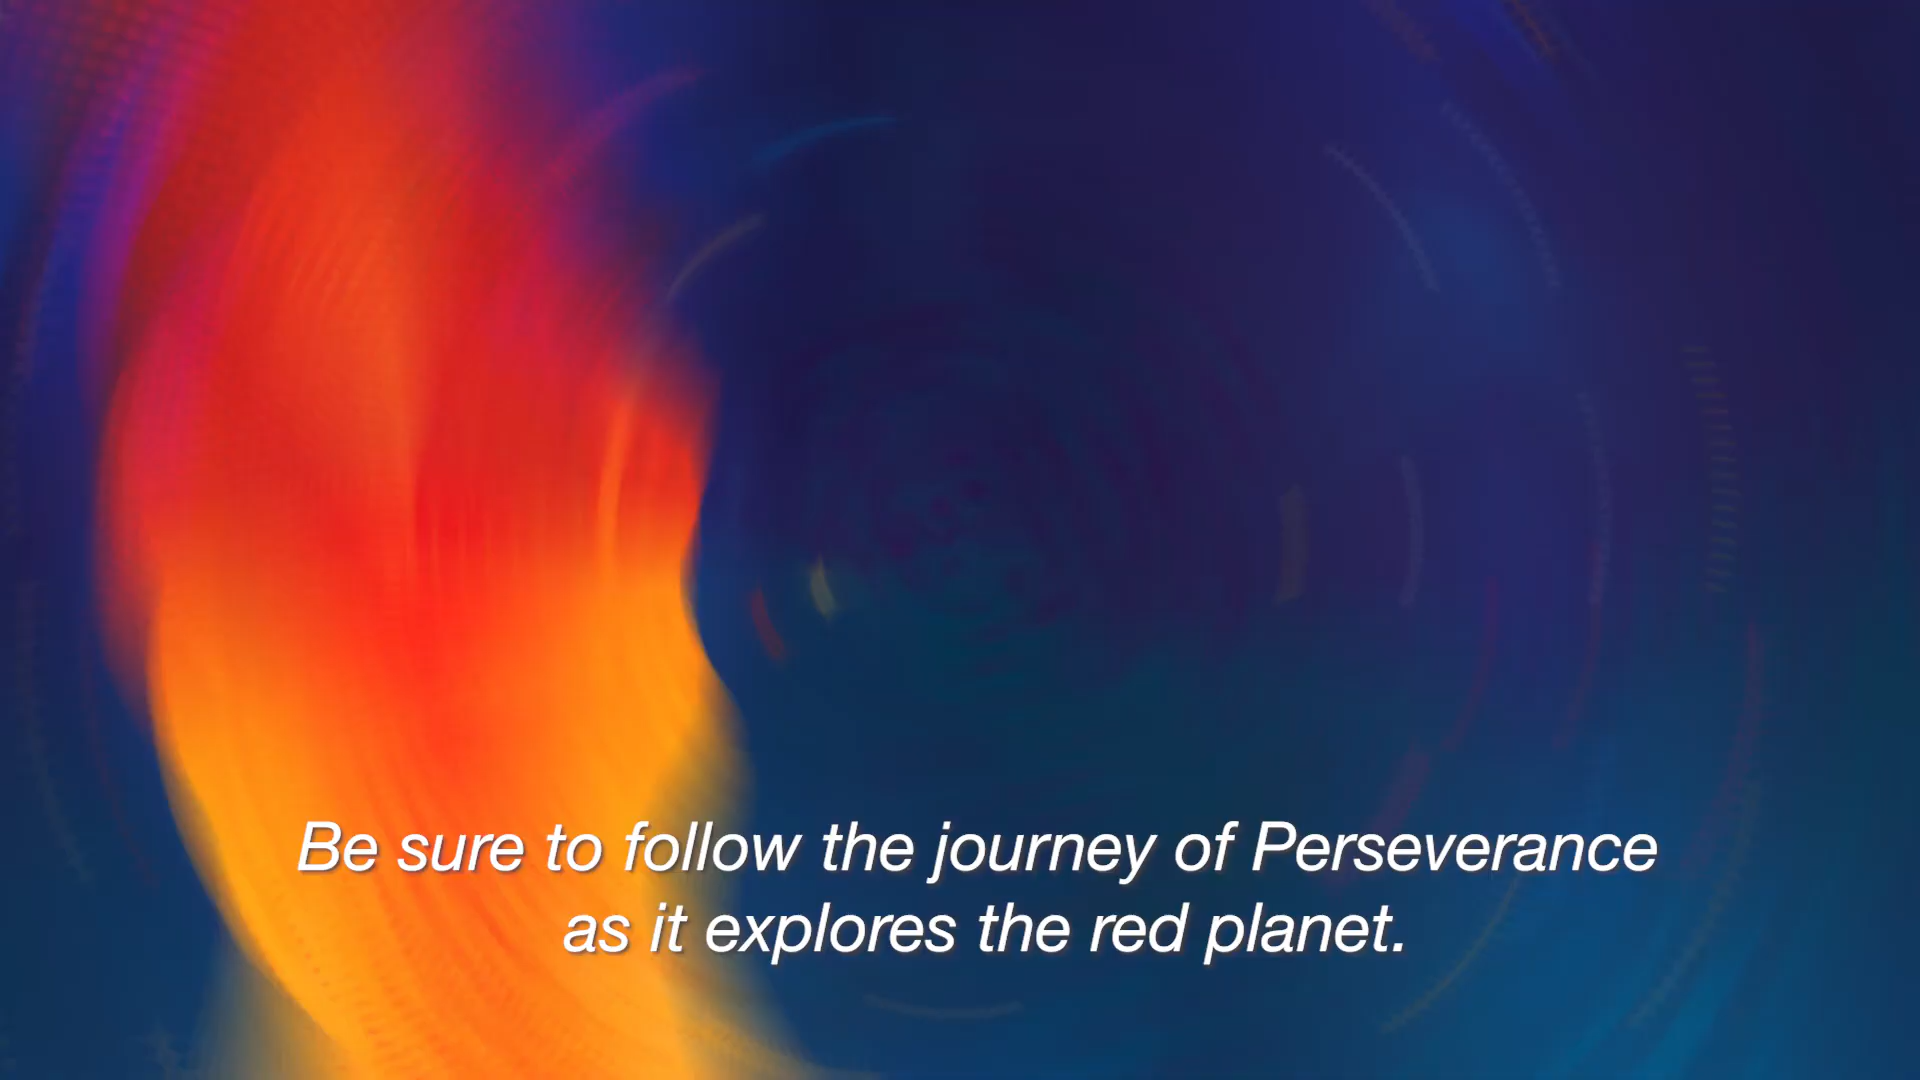 Be sure to follow the journey of Perseverance
as it explores the red planet.